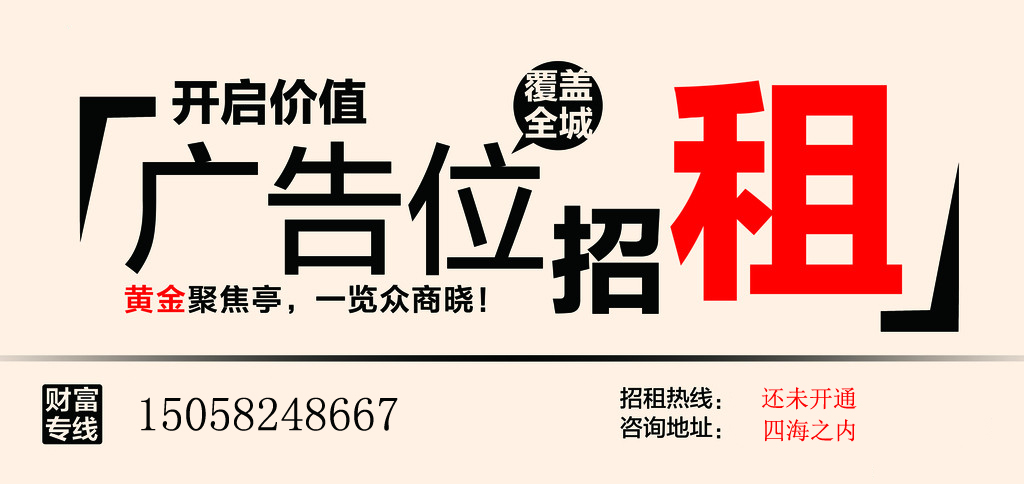 开启价值
覆盖
全城
广告位招租
黄金聚焦亭，一览众商晓！
财富
专线
15058248667
招租热线： 还未开通
咨询地址： 四海之内